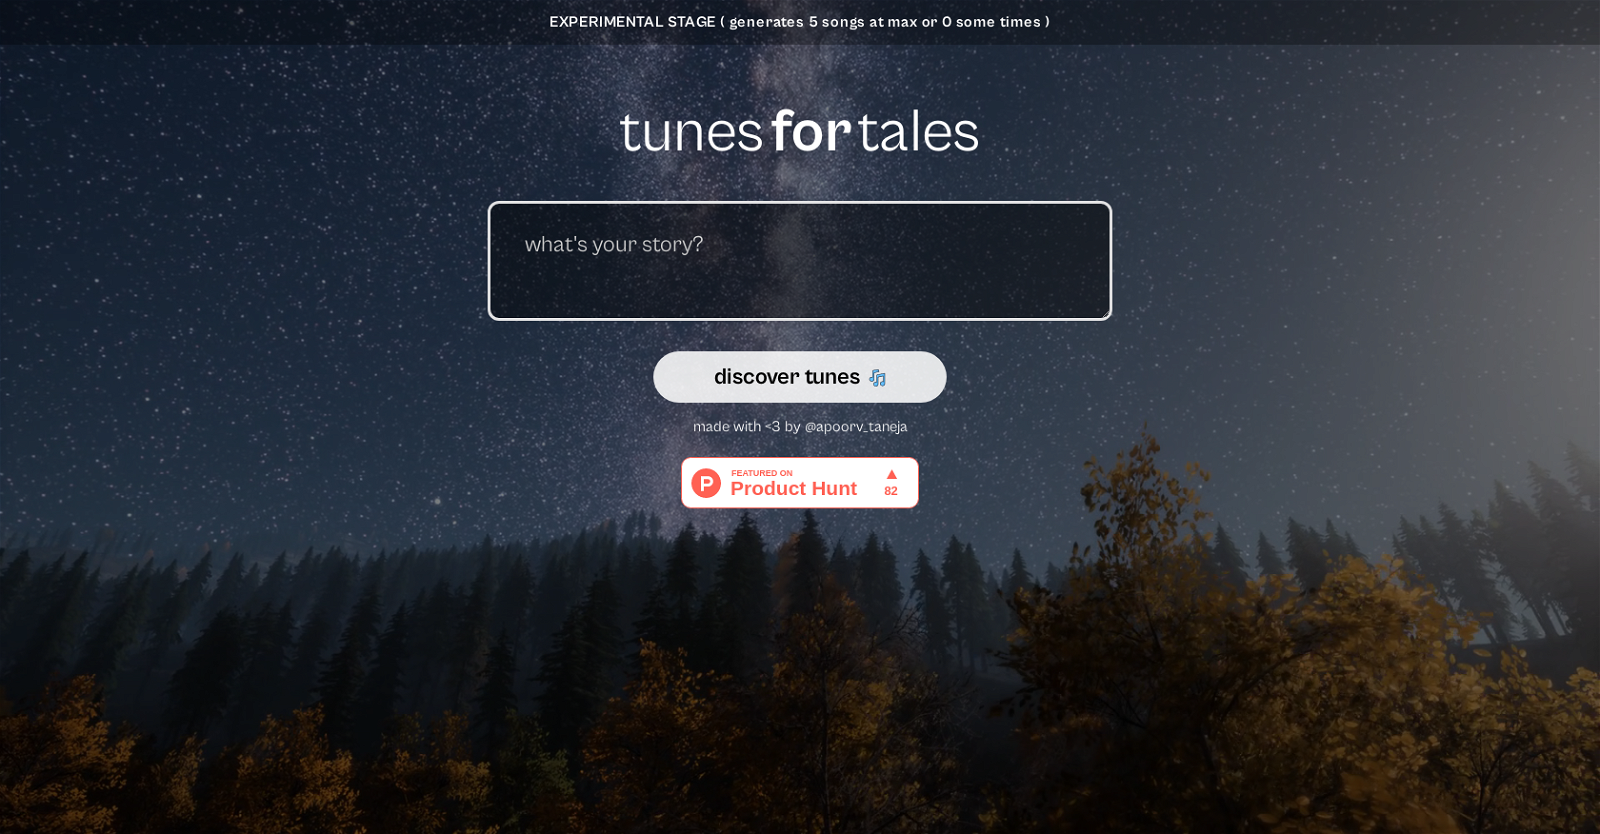 EXPERIMENTAL STAGE ( generates 5 songs at max or 0 some times )
tunes for tales
what's your story?
discover tunes
made with <3 by @apoorv_taneja
FEATURED ON
Product Hunt
82